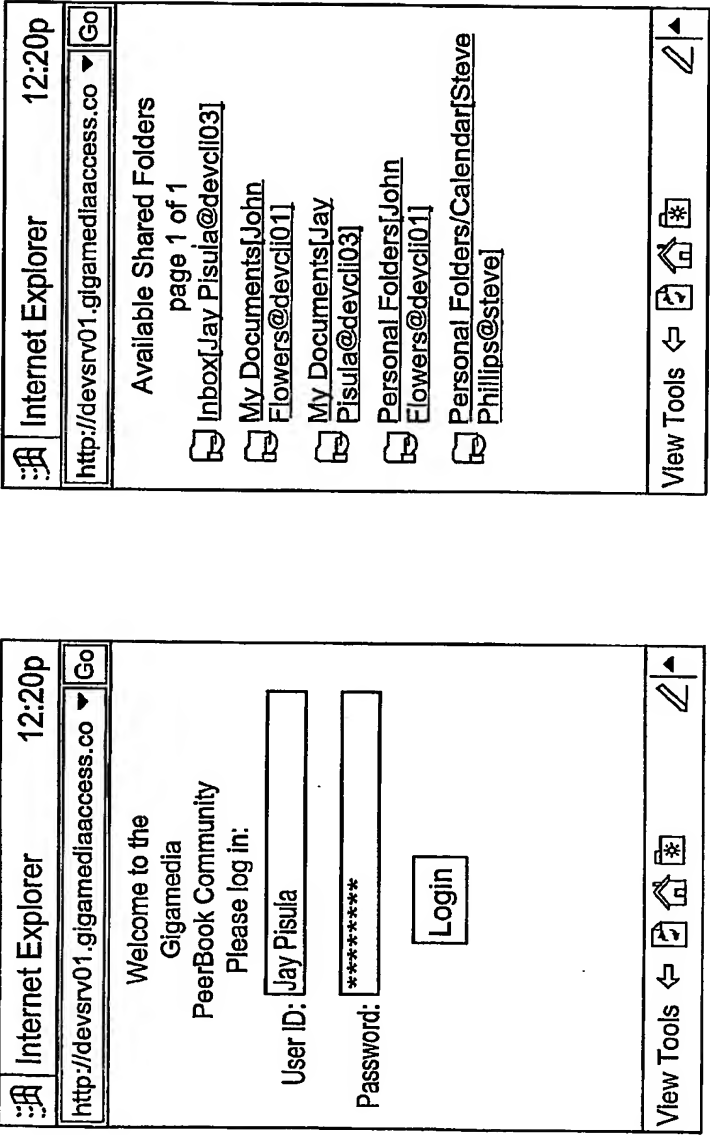 Internet Explorer 12:20p
http://devsrv01.gigamediaaccess.co Go
Welcome to the
Gigamedia
PeerBook Community
Please log in:
User ID: Jay Pisula
Password: ********
Login
View Tools
Internet Explorer 12:20p
http://devsrv01.gigamediaaccess.co Go
Available Shared Folders
page 1 of 1
Inbox[Jay Pisula@devcli03]
My Documents[John
Flowers@devcli01]
My Documents[Jay
Pisula@devcli03]
Personal Folders[John
Flowers@devcli01]
Personal Folders/Calendar[Steve
Phillips@steve]
View Tools